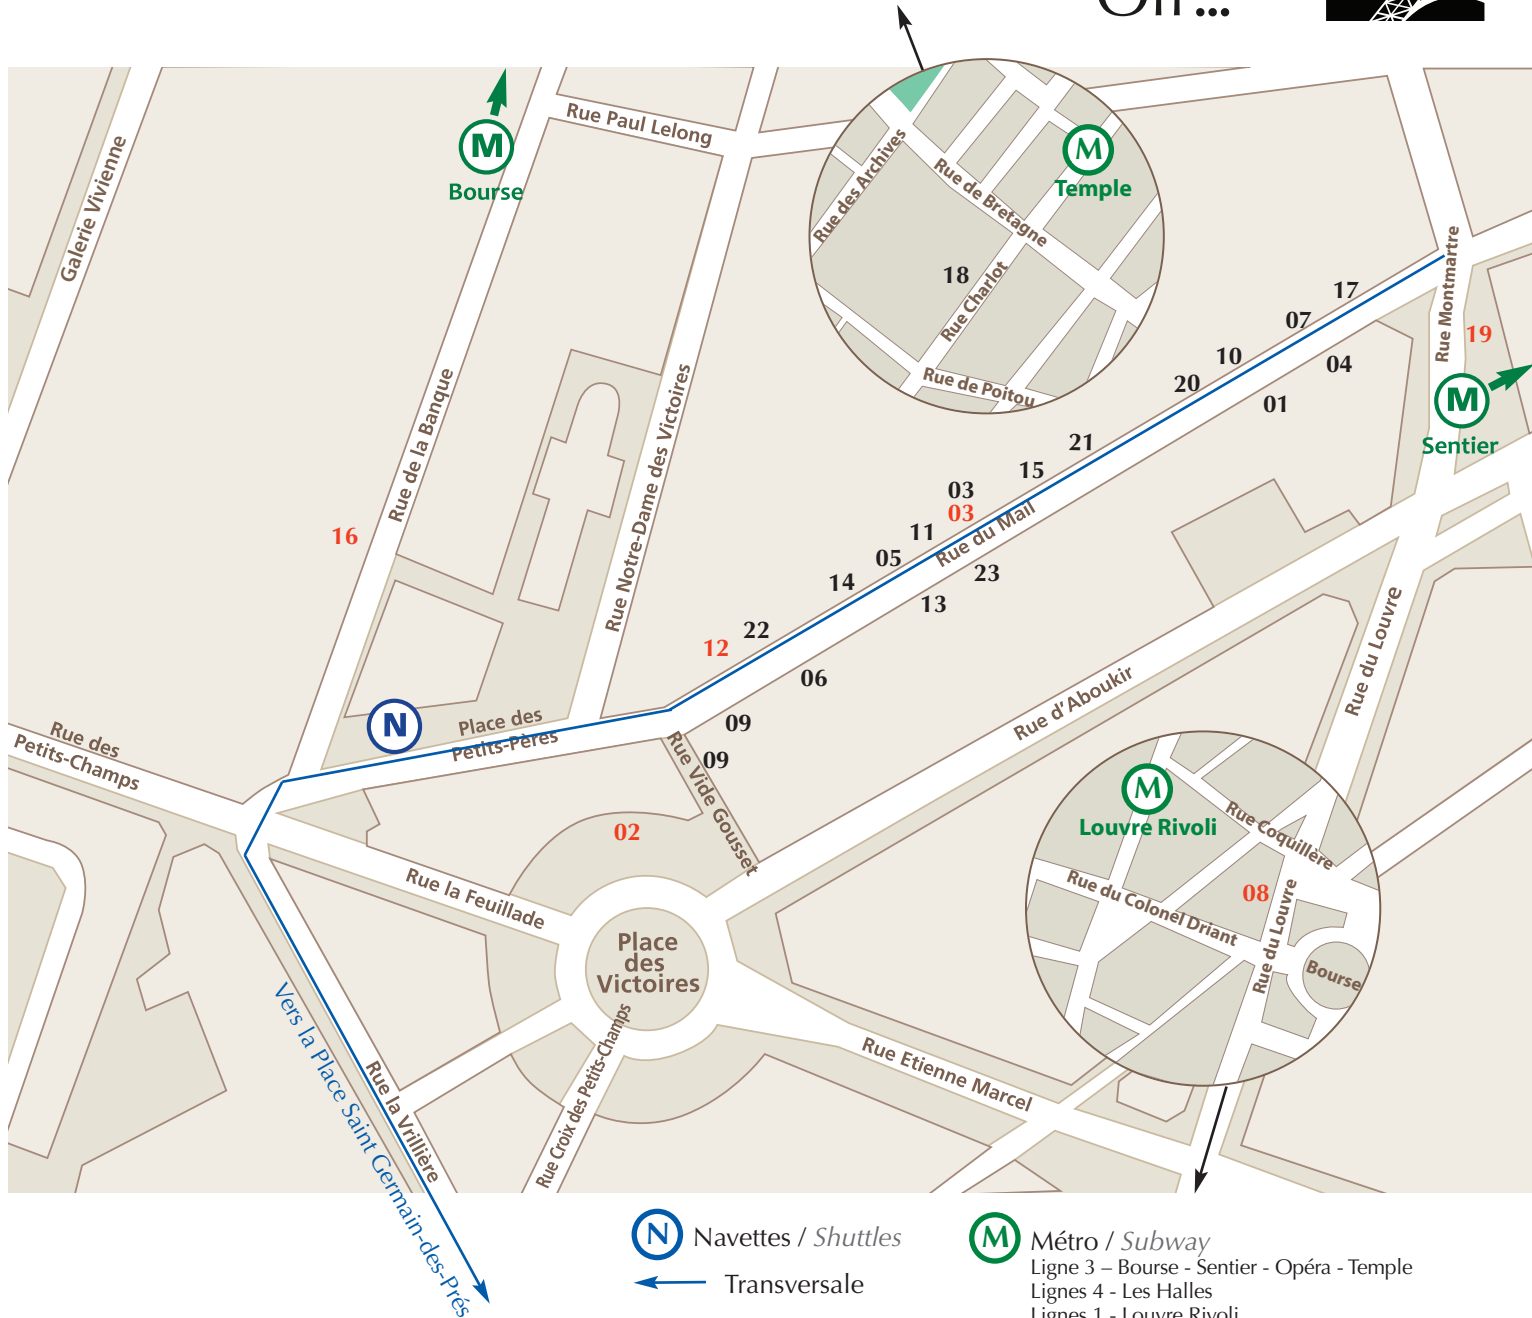 Off...
Rue Paul Lelong
M
Bourse
Galerie Vivienne
Rue des Archives
Rue de Bretagne
M
Temple
18
Rue Charlot
Rue de Poitou
17
07
10
20
04
01
Rue Montmartre
19
M
Sentier
21
15
03
03
11
05
14
Rue du Mail
23
13
22
12
06
09
09
16
Rue de la Banque
Rue Notre-Dame des Victoires
Rue du Louvre
Rue d'Aboukir
N
Place des
Petits-Pères
Rue des
Petits-Champs
Rue Vide Gousset
02
Rue la Feuillade
Place
des
Victoires
M
Louvre Rivoli
Rue Coquillère
Rue du Colonel Driant
08
Rue du Louvre
Bourse
Rue Etienne Marcel
Rue Croix des Petits-Champs
Rue la Vrillière
Vers la Place Saint Germain-des-Prés
N Navettes / Shuttles
Transversale
M Métro / Subway
Ligne 3 – Bourse - Sentier - Opéra - Temple
Lignes 4 - Les Halles
Lignes 1 - Louvre Rivoli